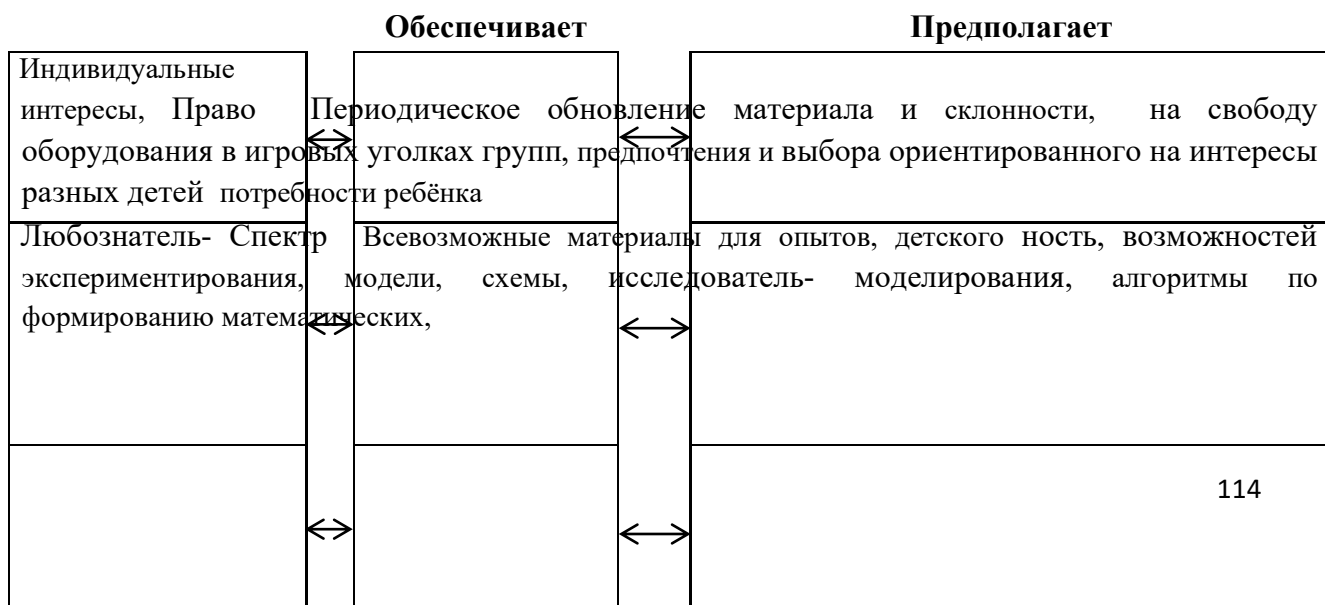 Обеспечивает Предполагает
Индивидуальные
интересы, Право Периодическое обновление материала и склонности, на свободу
оборудования в игровых уголках групп, предпочтения и выбора ориентированного на интересы
разных детей потребности ребёнка
Любознатель- Спектр Всевозможные материалы для опытов, детского ность, возможностей
экспериментирования, модели, схемы, исследователь- моделирования, алгоритмы по
формированию математических,
114